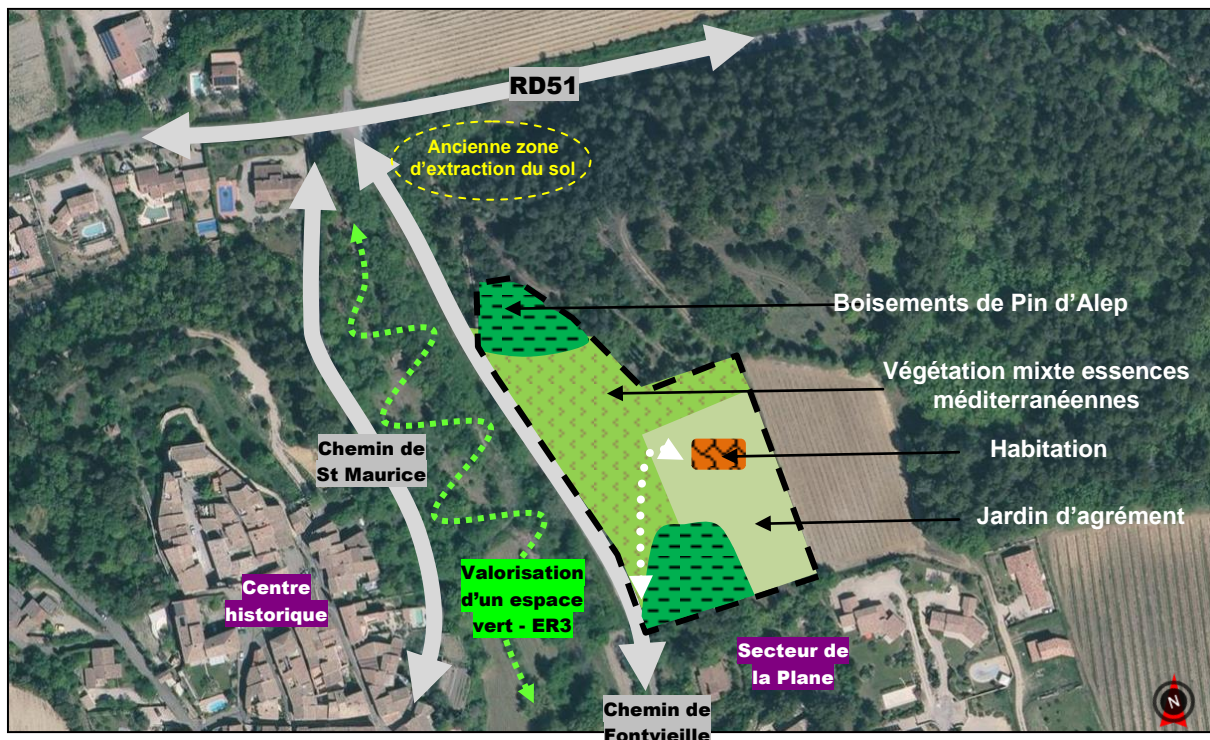 RD51
Ancienne zone
d'extraction du sol
Boisements de Pin d'Alep
Végétation mixte essences
méditerranéennes
Habitation
Jardin d'agrément
Chemin de
St Maurice
Centre
historique
Valorisation
d'un espace
vert - ER3
Secteur de
la Plane
Chemin de
Fontvieille
N